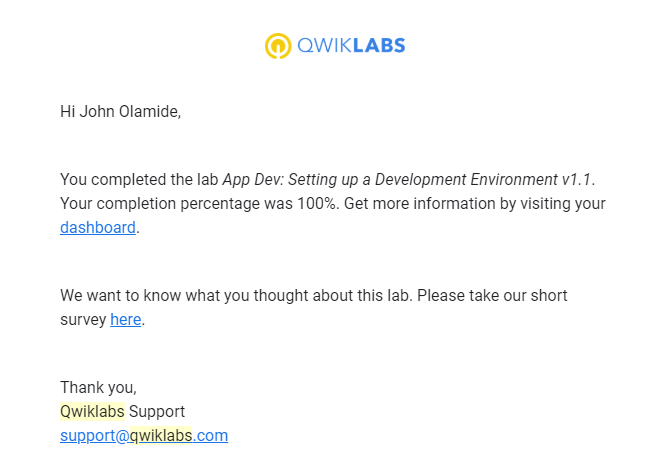 QWIKLABS
Hi John Olamide,
You completed the lab App Dev: Setting up a Development Environment v1.1.
Your completion percentage was 100%. Get more information by visiting your
dashboard.
We want to know what you thought about this lab. Please take our short
survey here.
Thank you,
Qwiklabs Support
support@qwiklabs.com